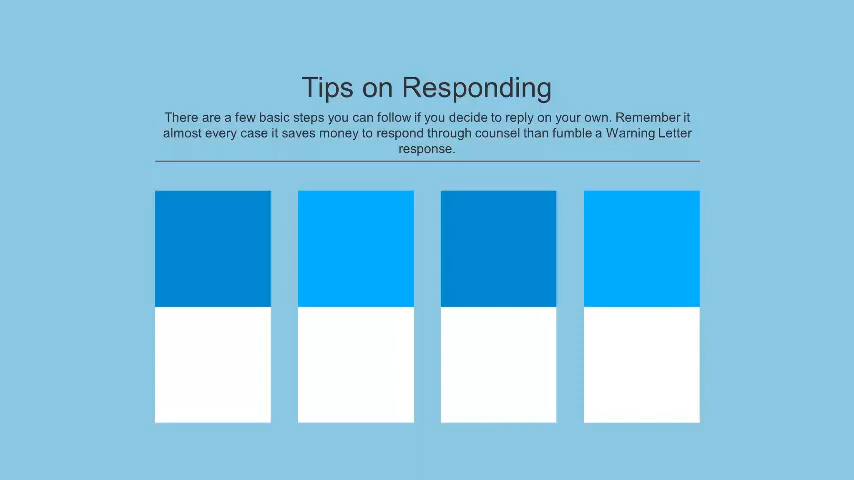 Tips on Responding
There are a few basic steps you can follow if you decide to reply on your own. Remember it
almost every case it saves money to respond through counsel than fumble a Warning Letter
response.